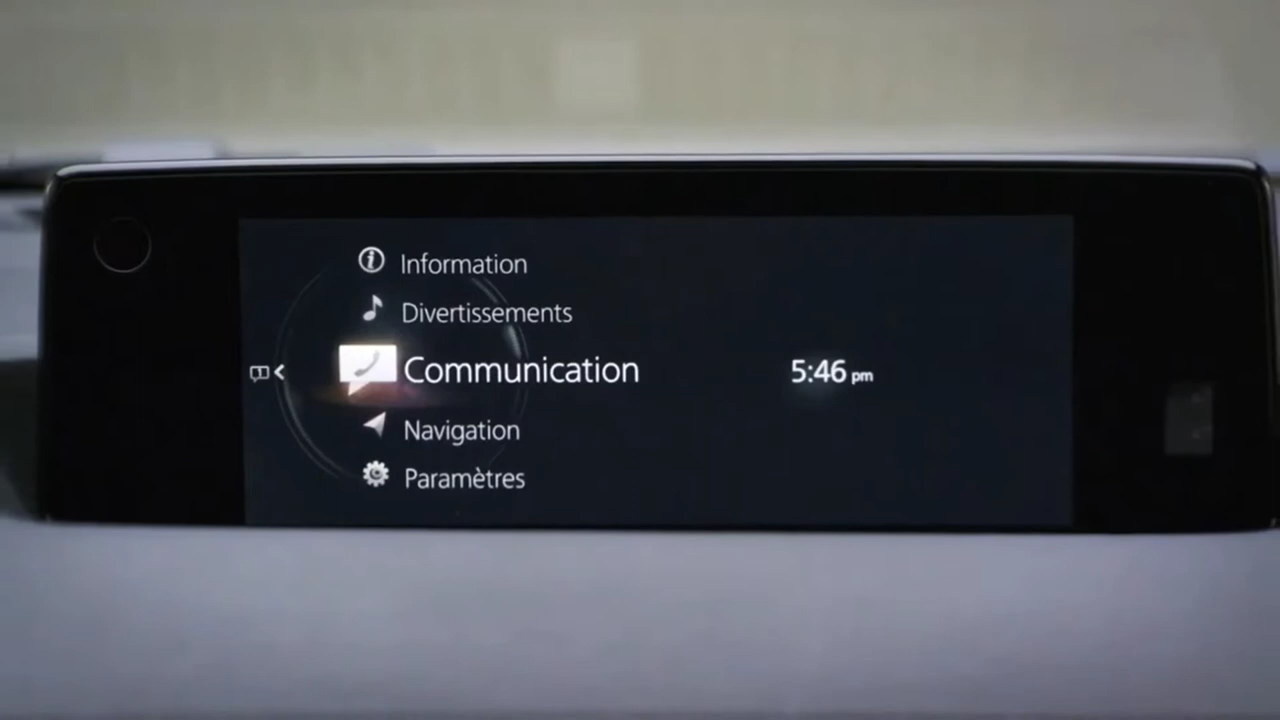 Information
Divertissements
Communication
5:46 pm
Navigation
Paramètres